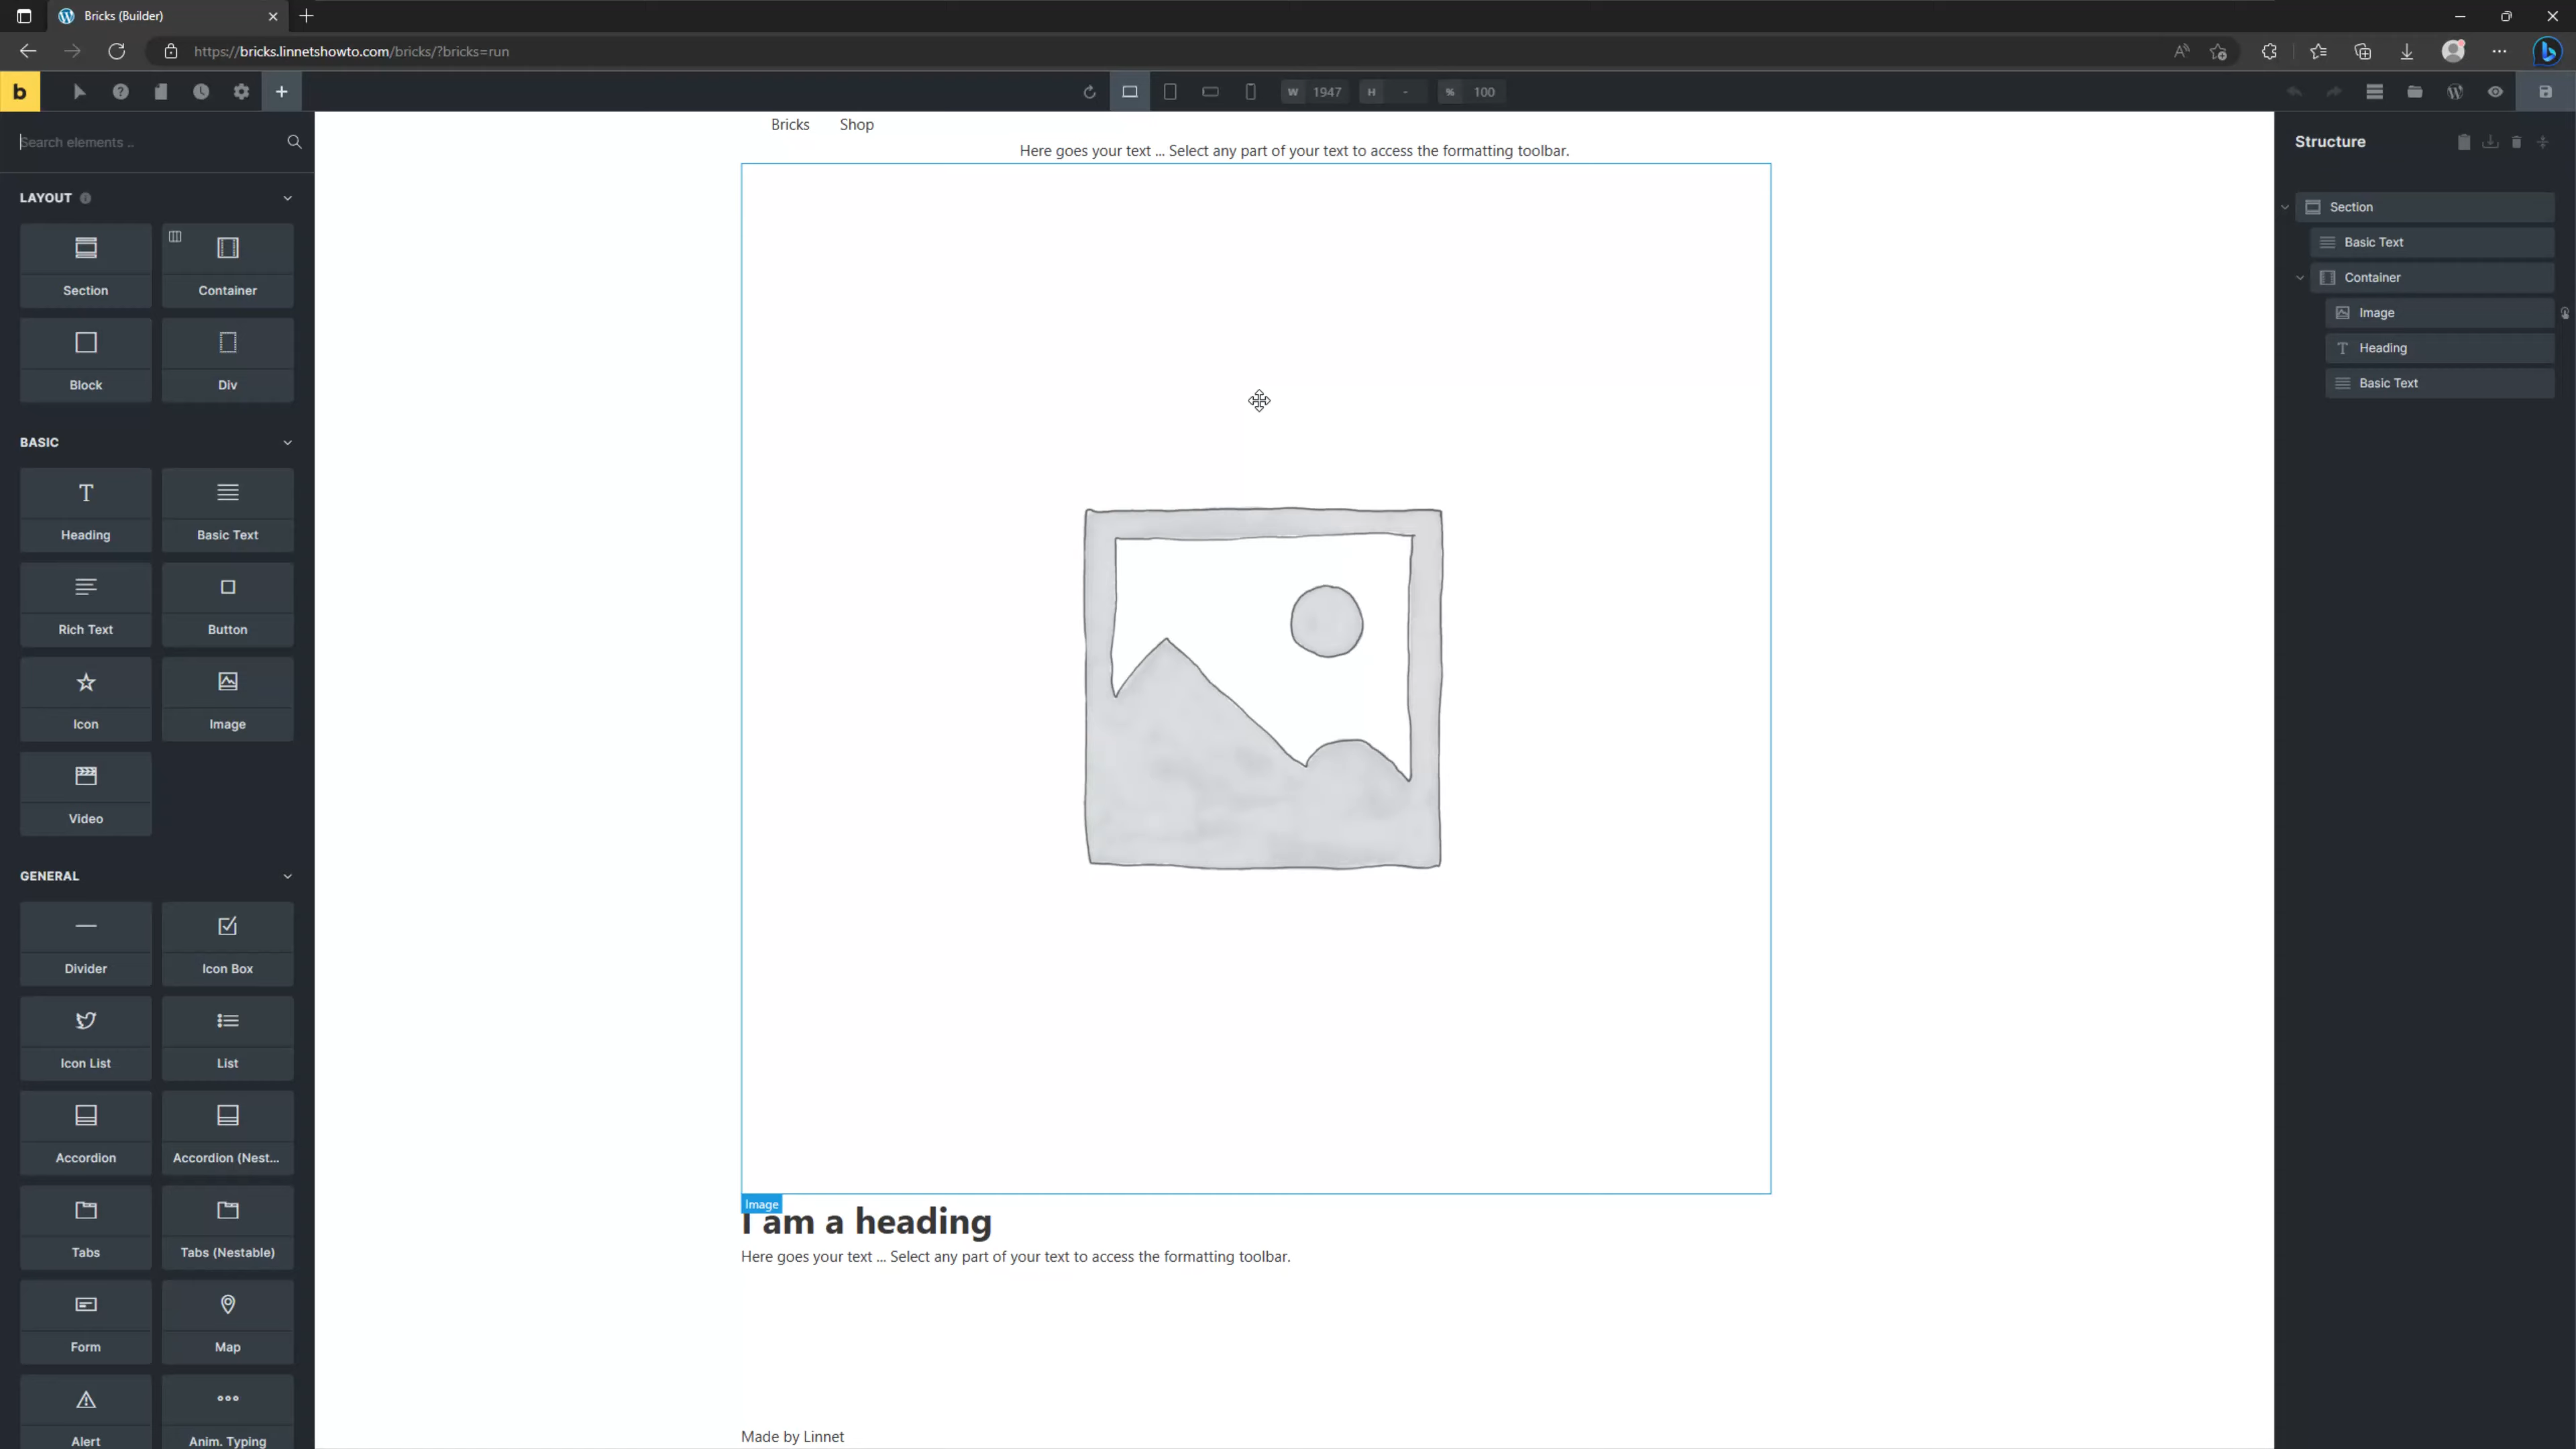 Bricks (Builder)
https://bricks.linnetshowto.com/bricks/?bricks=run
b
W 1947 H - % 100
Search elements ..
LAYOUT
Section Container
Block Div
BASIC
Heading Basic Text
Rich Text Button
Icon Image
Video
GENERAL
Divider Icon Box
Icon List List
Accordion Accordion (Nest...
Tabs Tabs (Nestable)
Form Map
Alert Anim. Typing
Bricks Shop
Here goes your text ... Select any part of your text to access the formatting toolbar.
Image
I am a heading
Here goes your text ... Select any part of your text to access the formatting toolbar.
Made by Linnet
Structure
Section
Basic Text
Container
Image
Heading
Basic Text